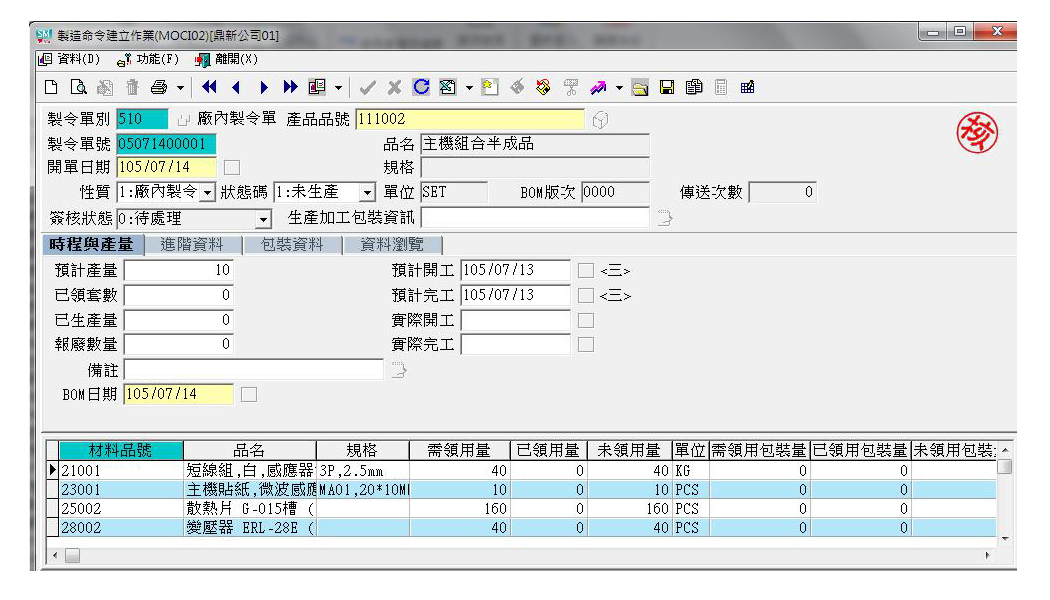 製造命令建立作業(MOCI02)[鼎新公司01]
資料(D) 功能(F) 離開(X)
製令單別 510 廠內製令單 產品品號 111002
核
製令單號 05071400001 品名 主機組合半成品
開單日期 105/07/14 規格
性質 1:廠內製令 狀態碼 1:未生產 單位 SET BOM版次 0000 傳送次數 0
簽核狀態 0:待處理 生產加工包裝資訊
時程與產量 進階資料 包裝資料 資料瀏覽
預計產量 10 預計開工 105/07/13 <三>
已領套數 0 預計完工 105/07/13 <三>
已生產量 0 實際開工
報廢數量 0 實際完工
備註
BOM日期 105/07/14
材料品號 品名 規格 需領用量 已領用量 未領用量 單位 需領用包裝量 已領用包裝量 未領用包裝
21001 短線組,白,感應器 3P,2.5mm 40 0 40 KG 0 0
23001 主機貼紙,微波感應 MA01,20*10M 10 0 10 PCS 0 0
25002 散熱片 G-015槽 ( 160 0 160 PCS 0 0
28002 變壓器 ERL-28E ( 40 0 40 PCS 0 0